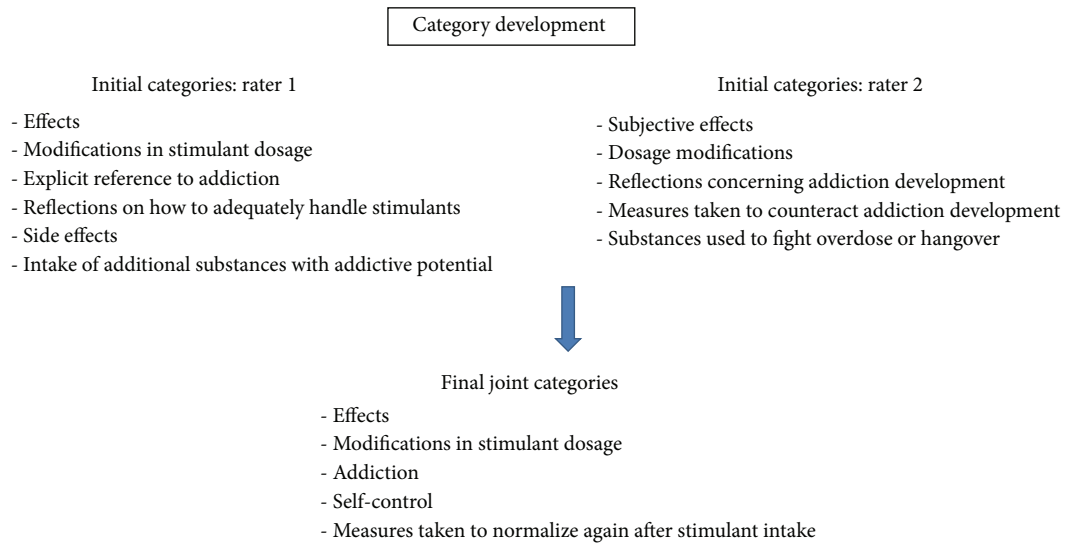 Category development
Initial categories: rater 1
- Effects
- Modifications in stimulant dosage
- Explicit reference to addiction
- Reflections on how to adequately handle stimulants
- Side effects
- Intake of additional substances with addictive potential
Initial categories: rater 2
- Subjective effects
- Dosage modifications
- Reflections concerning addiction development
- Measures taken to counteract addiction development
- Substances used to fight overdose or hangover
Final joint categories
- Effects
- Modifications in stimulant dosage
- Addiction
- Self-control
- Measures taken to normalize again after stimulant intake